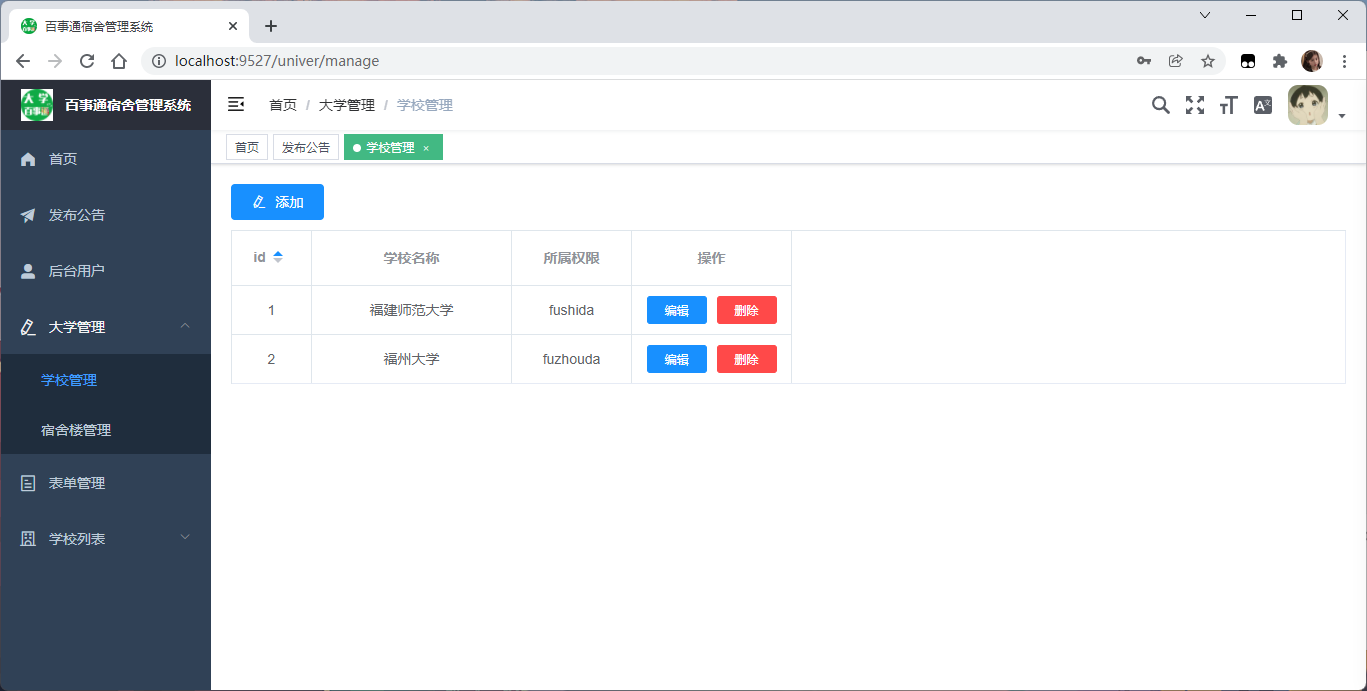 百事通宿舍管理系统
localhost:9527/univer/manage
大学
百事通
百事通宿舍管理系统
首页 / 大学管理 / 学校管理
首页 发布公告 学校管理 ×
首页
发布公告
后台用户
大学管理
学校管理
宿舍楼管理
表单管理
学校列表
添加
id 学校名称 所属权限 操作
1 福建师范大学 fushida 编辑 删除
2 福州大学 fuzhouda 编辑 删除